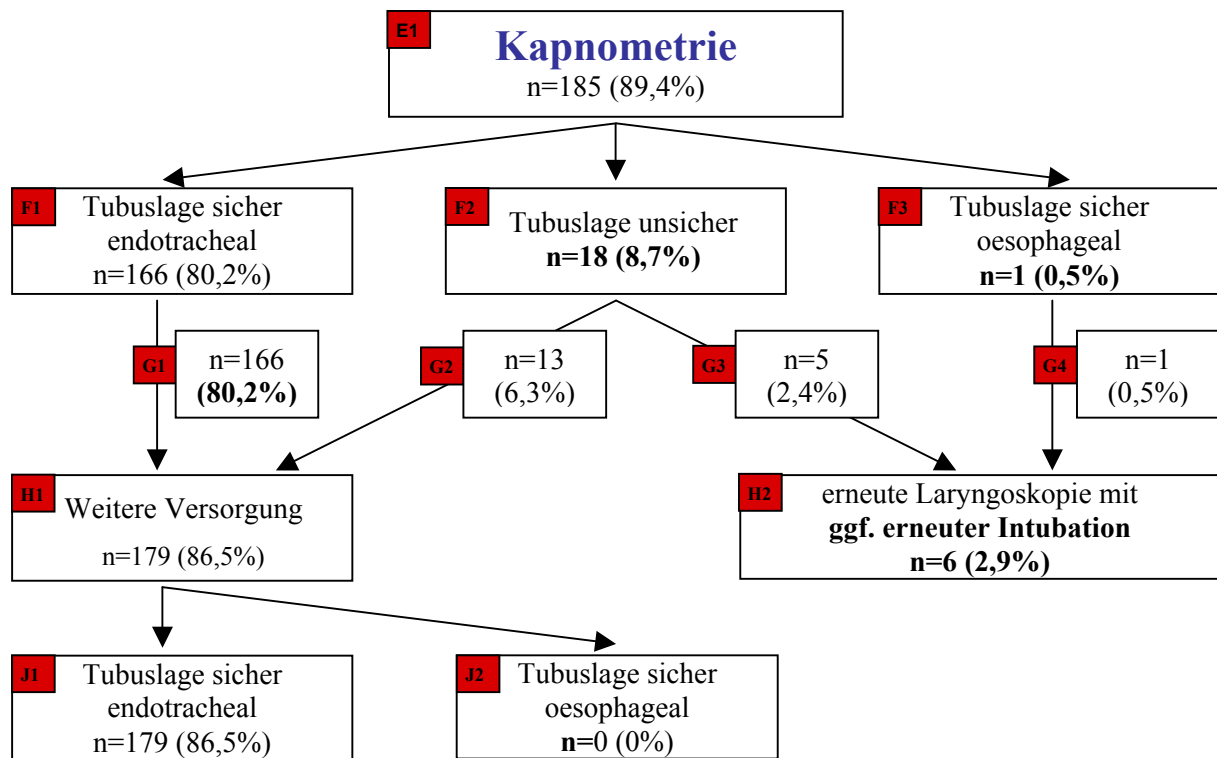 E1
Kapnometrie
n=185 (89,4%)
F1
Tubuslage sicher
endotracheal
n=166 (80,2%)
F2
Tubuslage unsicher
n=18 (8,7%)
F3
Tubuslage sicher
oesophageal
n=1 (0,5%)
G1
n=166
(80,2%)
G2
n=13
(6,3%)
G3
n=5
(2,4%)
G4
n=1
(0,5%)
H1
Weitere Versorgung
n=179 (86,5%)
H2
erneute Laryngoskopie mit
ggf. erneuter Intubation
n=6 (2,9%)
J1
Tubuslage sicher
endotracheal
n=179 (86,5%)
J2
Tubuslage sicher
oesophageal
n=0 (0%)